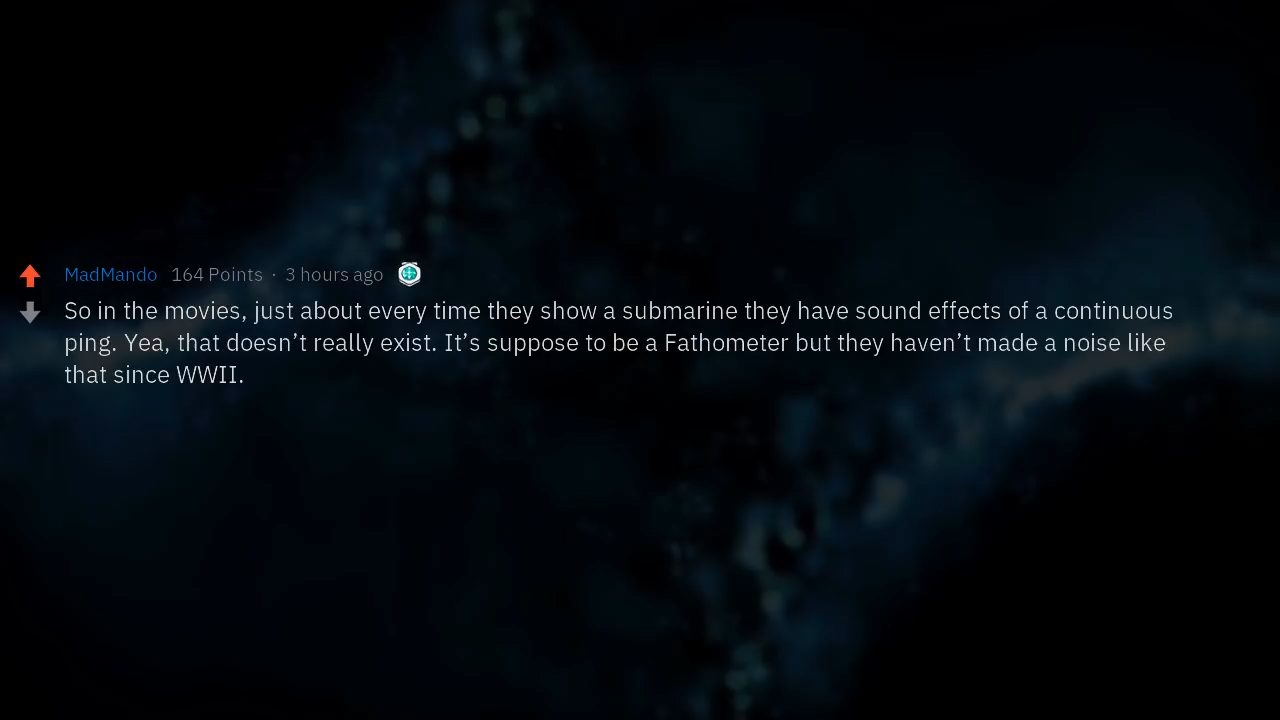 MadMando 164 Points · 3 hours ago
So in the movies, just about every time they show a submarine they have sound effects of a continuous
ping. Yea, that doesn’t really exist. It’s suppose to be a Fathometer but they haven’t made a noise like
that since WWII.